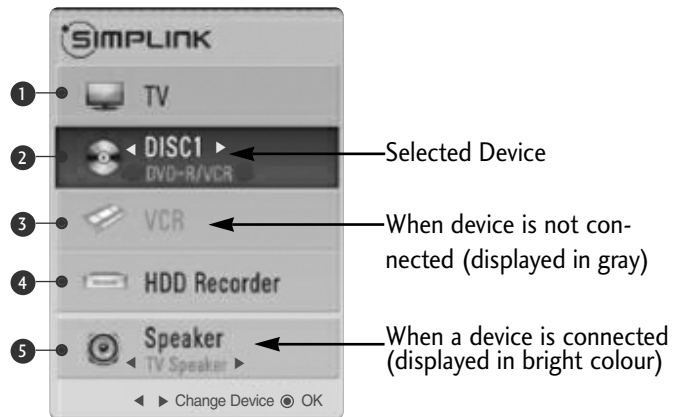 SIMPLINK
1 TV
2 ◄ DISC1 ► Selected Device
DVD-R/VCR
3 VCR When device is not con-
nected (displayed in gray)
4 HDD Recorder
5 Speaker When a device is connected
◄ TV Speaker ► (displayed in bright colour)
◄ ► Change Device ◉ OK